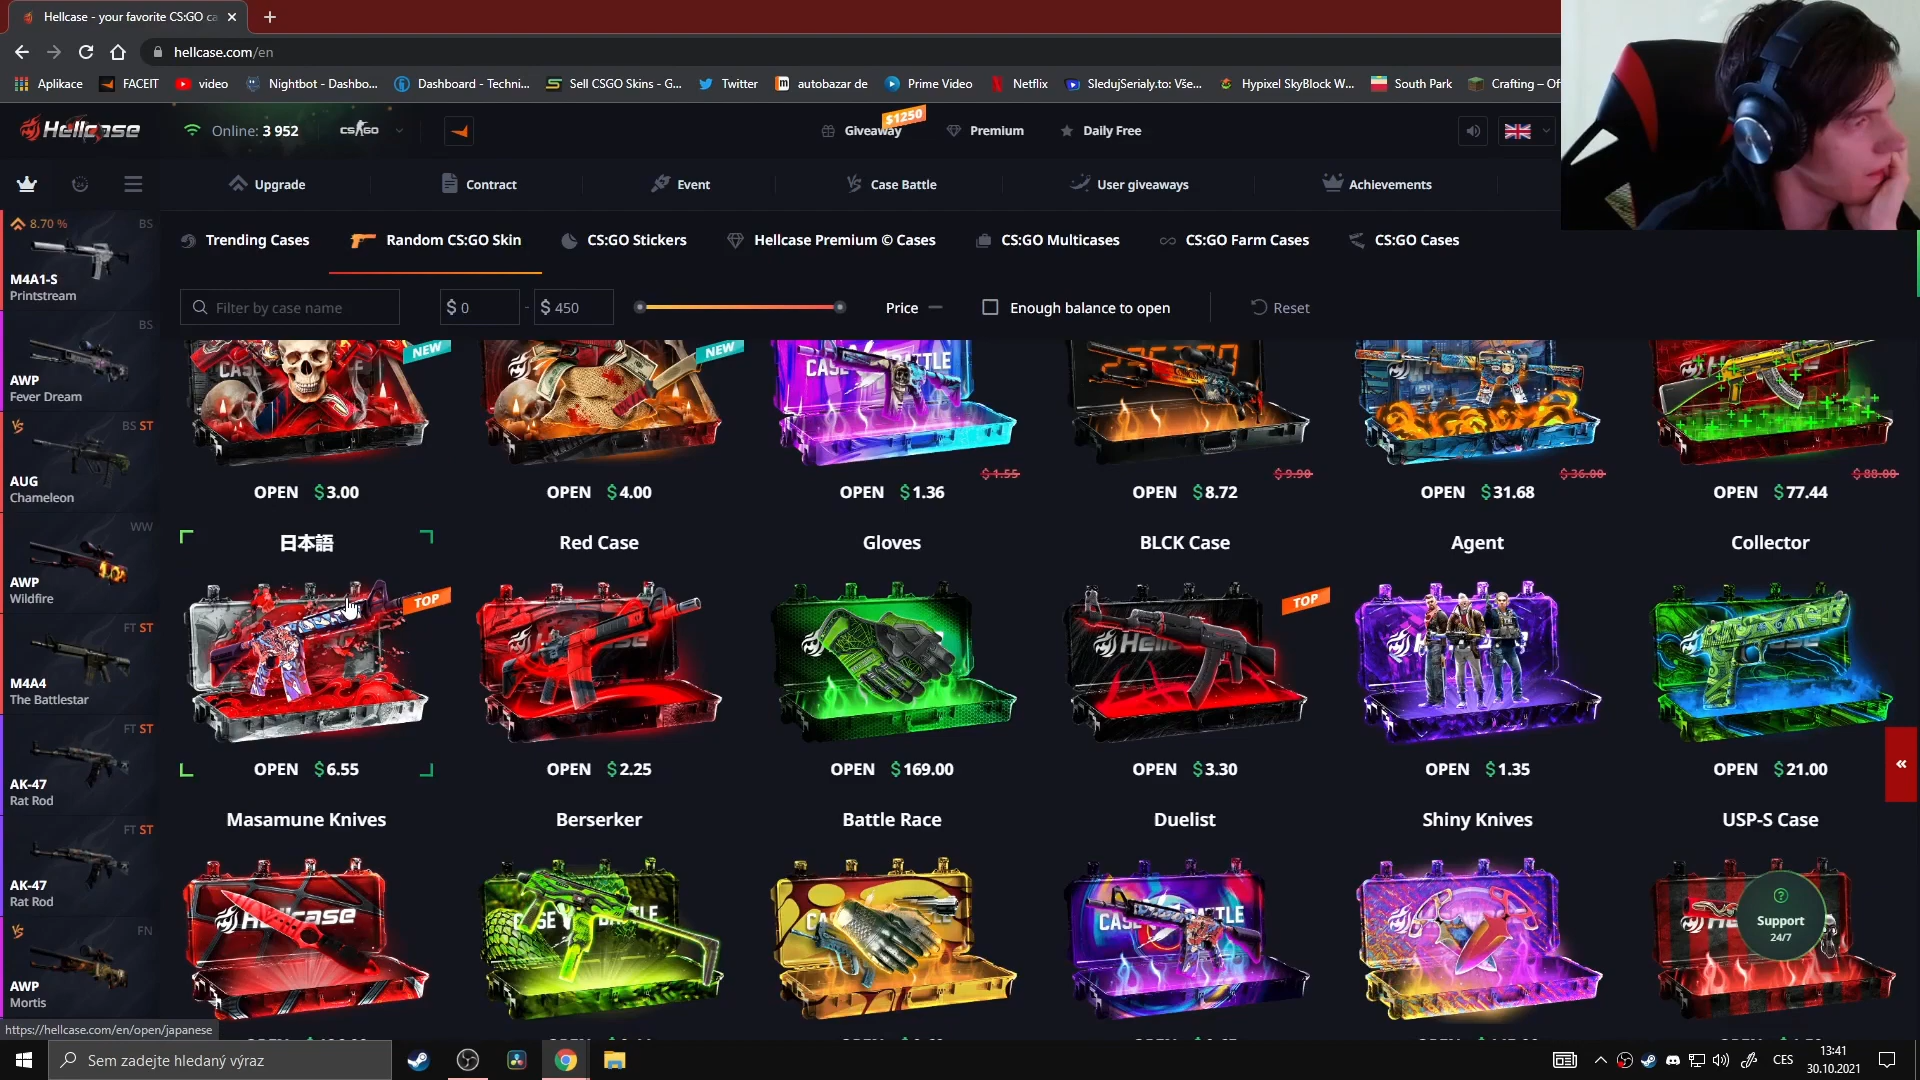 Hellcase - your favorite CS:GO ca
hellcase.com/en
Aplikace FACEIT video Nightbot - Dashbo... Dashboard - Techni... Sell CSGO Skins - G... Twitter autobazar de Prime Video Netflix SledujSerialy.to: Vše... Hypixel SkyBlock W... South Park Crafting – Of
Hellcase Online: 3 952 CS:GO Giveaway $1250 Premium Daily Free
Upgrade Contract Event Case Battle User giveaways Achievements
Trending Cases Random CS:GO Skin CS:GO Stickers Hellcase Premium © Cases CS:GO Multicases CS:GO Farm Cases CS:GO Cases
Filter by case name $ 0 - $ 450 Price Enough balance to open Reset
8.70 % BS
M4A1-S
Printstream
BS
AWP
Fever Dream
BS ST
AUG
Chameleon
WW
AWP
Wildfire
FT ST
M4A4
The Battlestar
FT ST
AK-47
Rat Rod
FT ST
AK-47
Rat Rod
FN
AWP
Mortis
NEW NEW
CASE BATTLE
$ 1.55 $ 9.90 $ 36.00 $ 88.00
OPEN $ 3.00 OPEN $ 4.00 OPEN $ 1.36 OPEN $ 8.72 OPEN $ 31.68 OPEN $ 77.44
日本語 Red Case Gloves BLCK Case Agent Collector
TOP TOP
OPEN $ 6.55 OPEN $ 2.25 OPEN $ 169.00 OPEN $ 3.30 OPEN $ 1.35 OPEN $ 21.00
Masamune Knives Berserker Battle Race Duelist Shiny Knives USP-S Case
Hellcase
Support
24/7
https://hellcase.com/en/open/japanese
Sem zadejte hledaný výraz
CES
13:41
30.10.2021